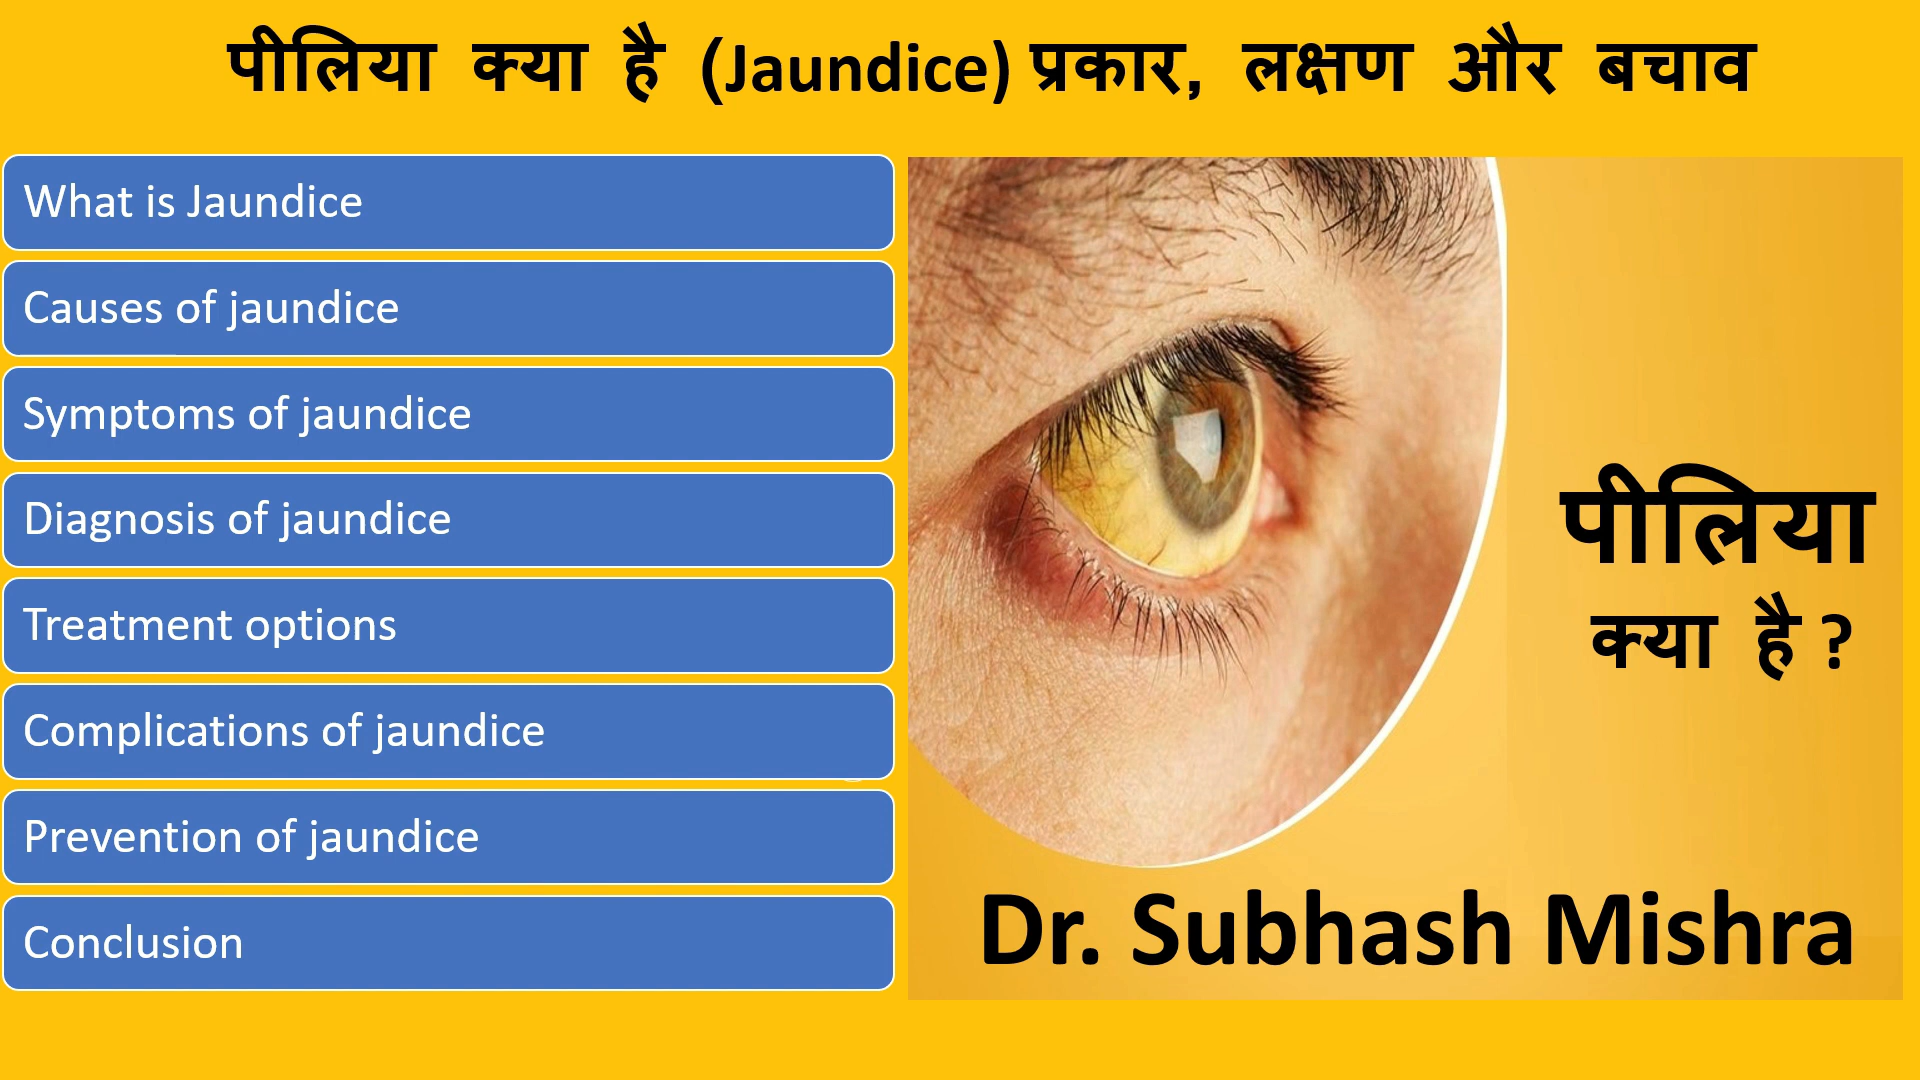 पीलिया क्या है (Jaundice) प्रकार, लक्षण और बचाव
What is Jaundice
Causes of jaundice
Symptoms of jaundice
Diagnosis of jaundice
Treatment options
Complications of jaundice
Prevention of jaundice
Conclusion
पीलिया
क्या है ?
Dr. Subhash Mishra